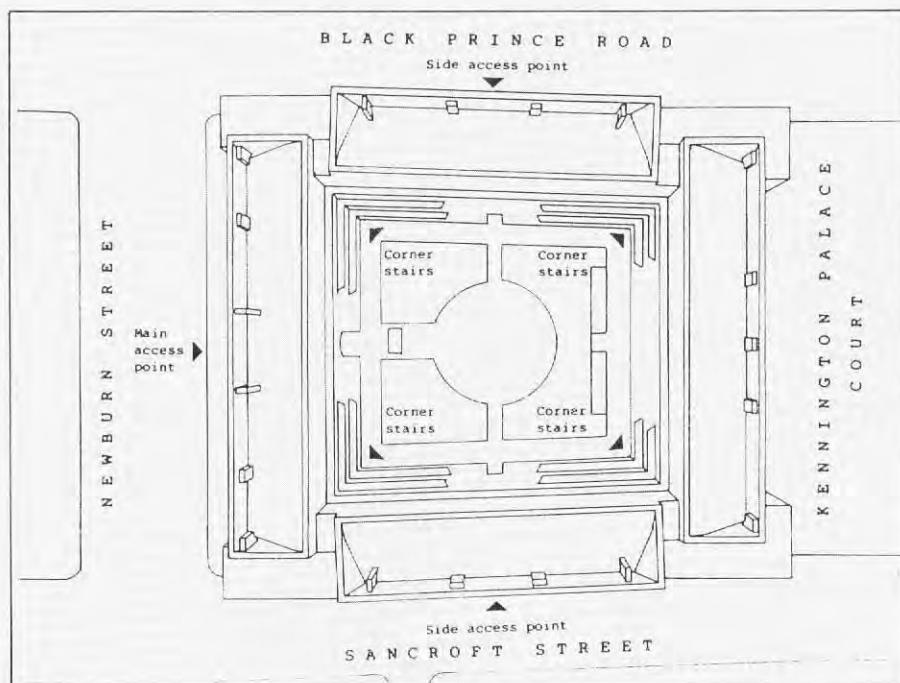 BLACK PRINCE ROAD
Side access point
Corner
stairs
Corner
stairs
NEWBURN STREET
Main
access
point
KENNINGTON PALACE
COURT
Corner
stairs
Corner
stairs
Side access point
SANCROFT STREET